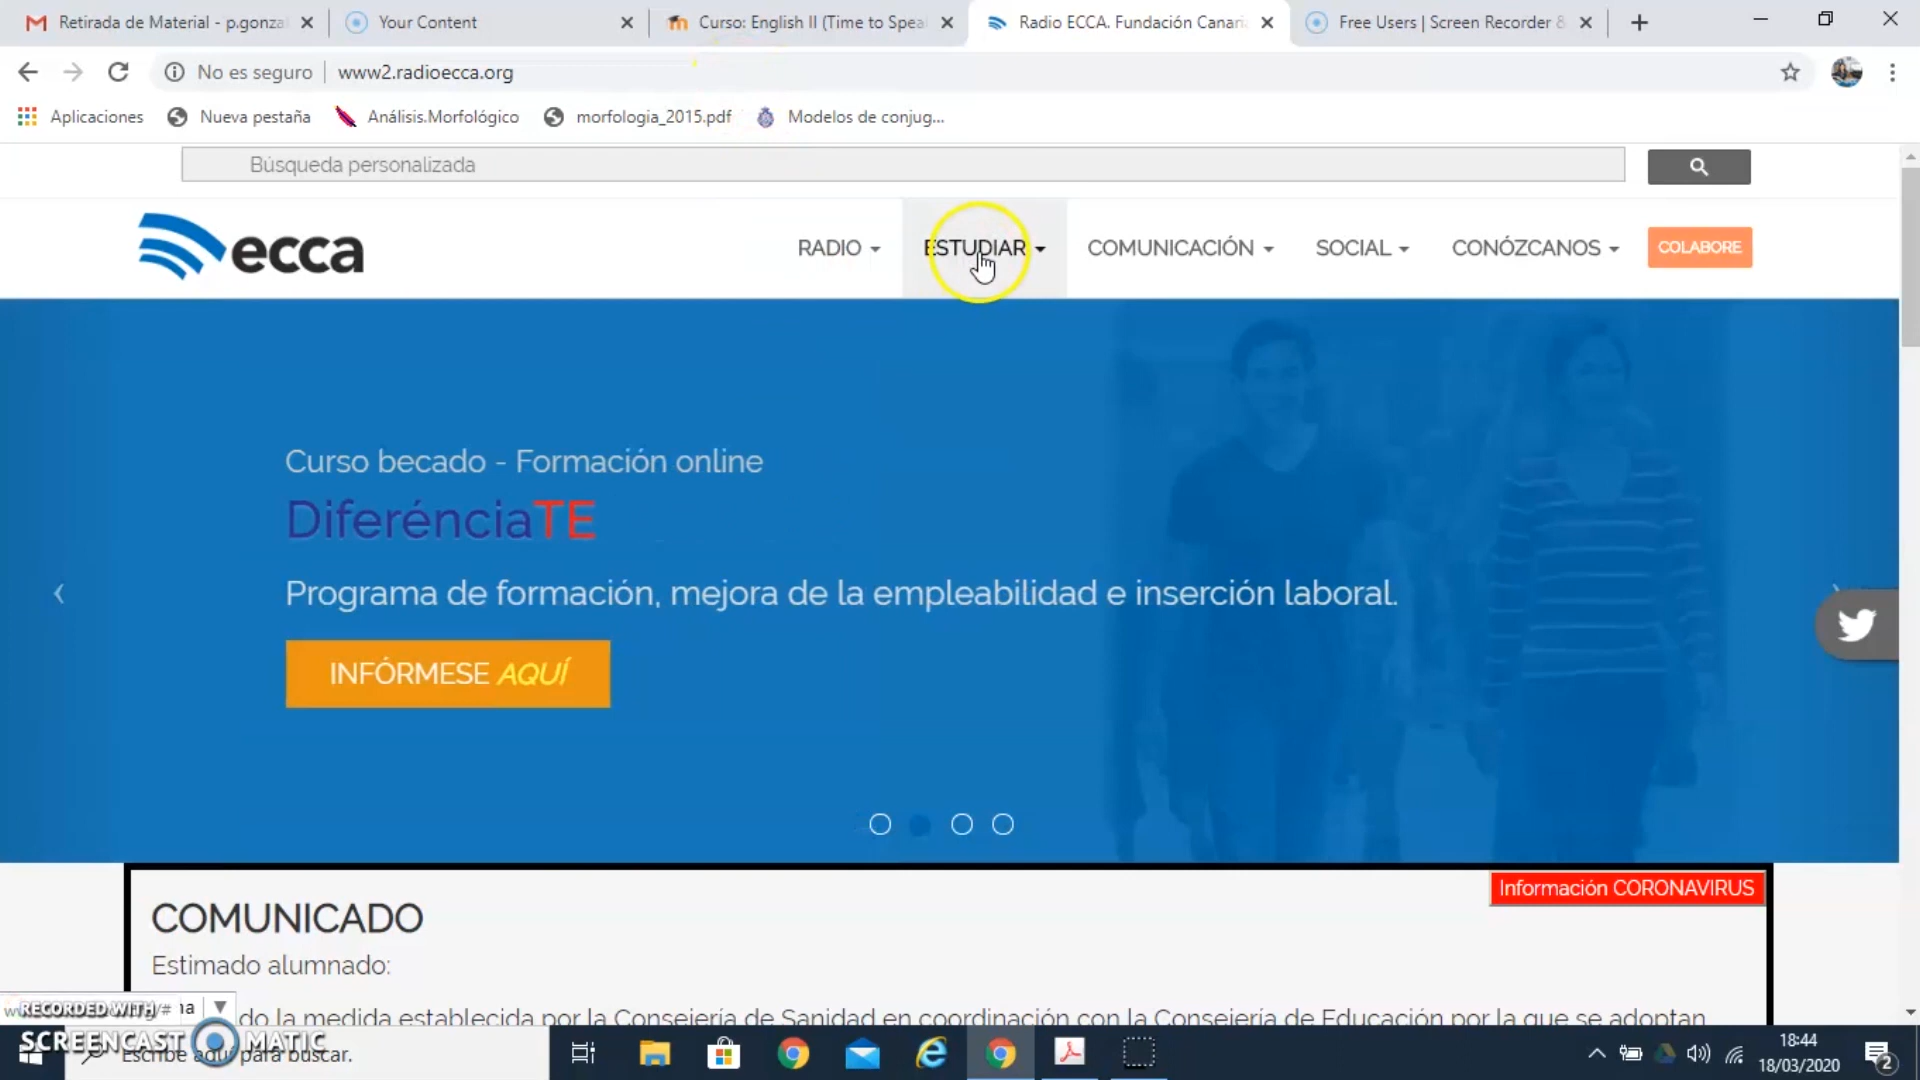 Retirada de Material - p.gonza
Your Content
Curso: English II (Time to Speak
Radio ECCA. Fundación Canari
Free Users | Screen Recorder &
No es seguro
www2.radioecca.org
Aplicaciones
Nueva pestaña
Análisis.Morfológico
morfologia_2015.pdf
Modelos de conjug...
Búsqueda personalizada
ecca
RADIO
ESTUDIAR
COMUNICACIÓN
SOCIAL
CONÓZCANOS
COLABORE
Curso becado - Formación online
DiferénciaTE
Programa de formación, mejora de la empleabilidad e inserción laboral.
INFÓRMESE AQUÍ
Información CORONAVIRUS
COMUNICADO
Estimado alumnado:
do la medida establecida por la Consejería de Sanidad en coordinación con la Consejería de Educación por la que se adoptan
RECORDED WITH
SCREENCAST MATIC
Escribe aquí para buscar.
18:44
18/03/2020
2